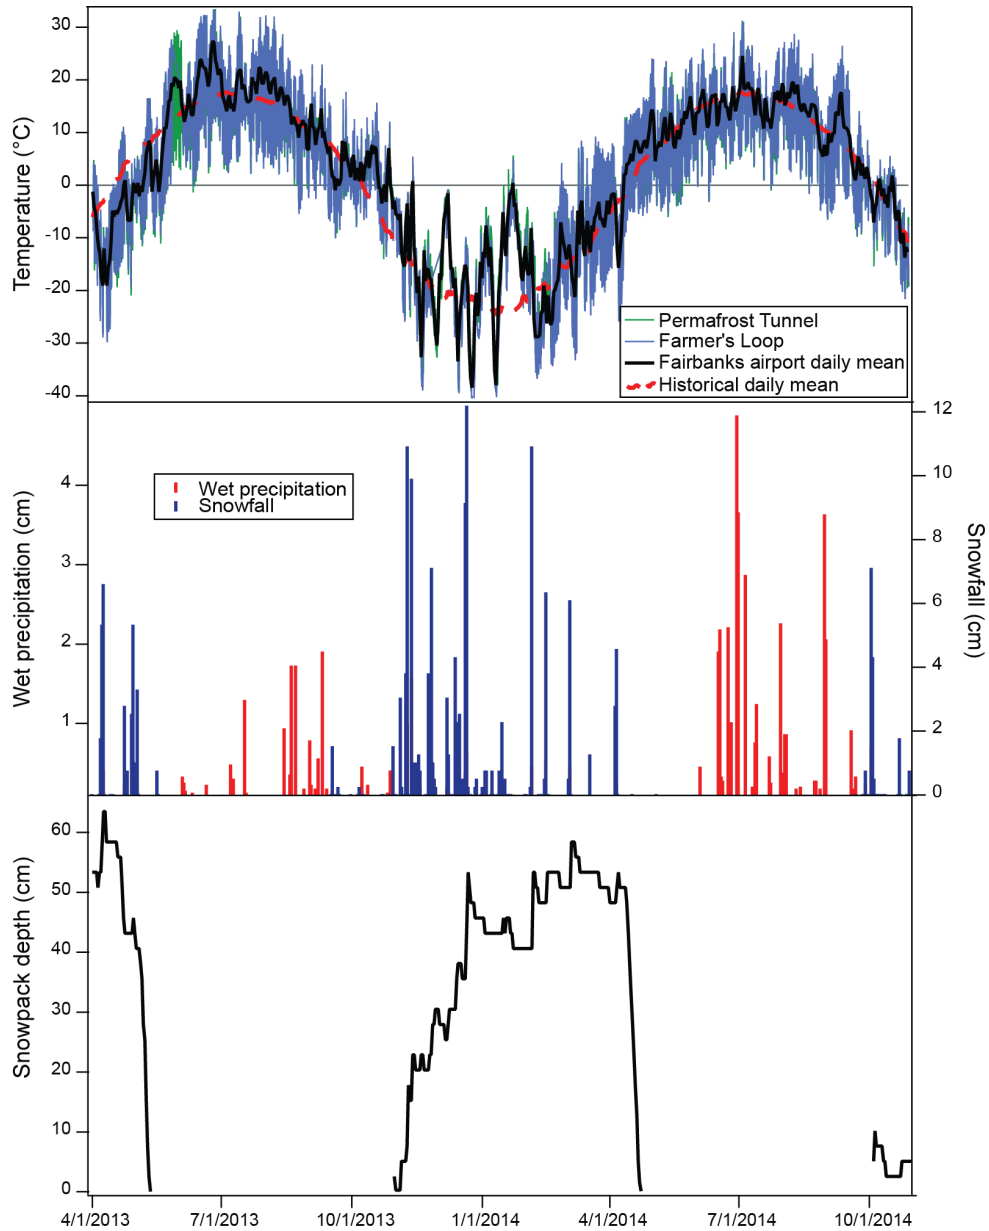 30
20
10
0
-10
-20
-30
-40
Temperature (°C)
Permafrost Tunnel
Farmer's Loop
Fairbanks airport daily mean
Historical daily mean
4
3
2
1
Wet precipitation (cm)
Wet precipitation
Snowfall
12
10
8
6
4
2
0
Snowfall (cm)
60
50
40
30
20
10
0
Snowpack depth (cm)
4/1/2013 7/1/2013 10/1/2013 1/1/2014 4/1/2014 7/1/2014 10/1/2014